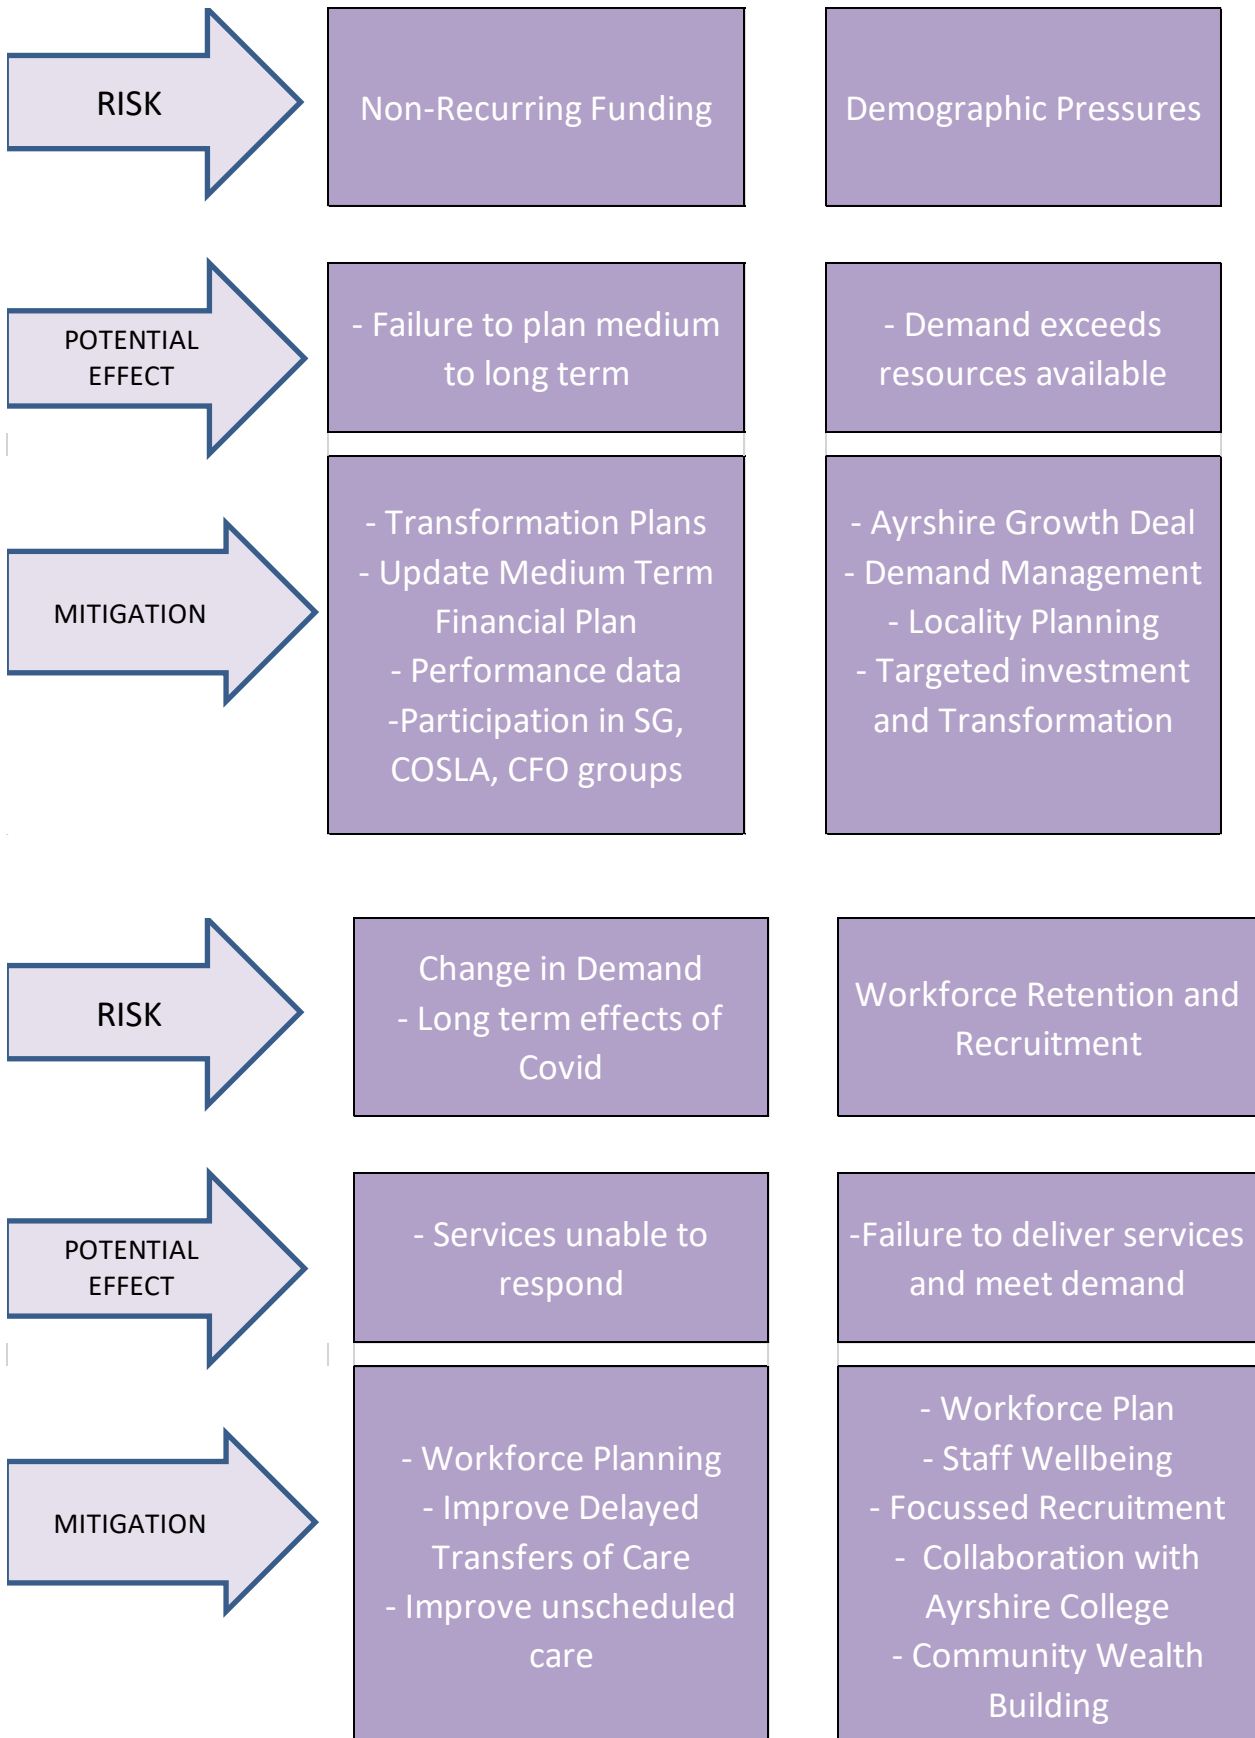 RISK
Non-Recurring Funding
Demographic Pressures
POTENTIAL
EFFECT
- Failure to plan medium
to long term
- Demand exceeds
resources available
MITIGATION
- Transformation Plans
- Update Medium Term
Financial Plan
- Performance data
-Participation in SG,
COSLA, CFO groups
- Ayrshire Growth Deal
- Demand Management
- Locality Planning
- Targeted investment
and Transformation
RISK
Change in Demand
- Long term effects of
Covid
Workforce Retention and
Recruitment
POTENTIAL
EFFECT
- Services unable to
respond
-Failure to deliver services
and meet demand
MITIGATION
- Workforce Planning
- Improve Delayed
Transfers of Care
- Improve unscheduled
care
- Workforce Plan
- Staff Wellbeing
- Focussed Recruitment
- Collaboration with
Ayrshire College
- Community Wealth
Building